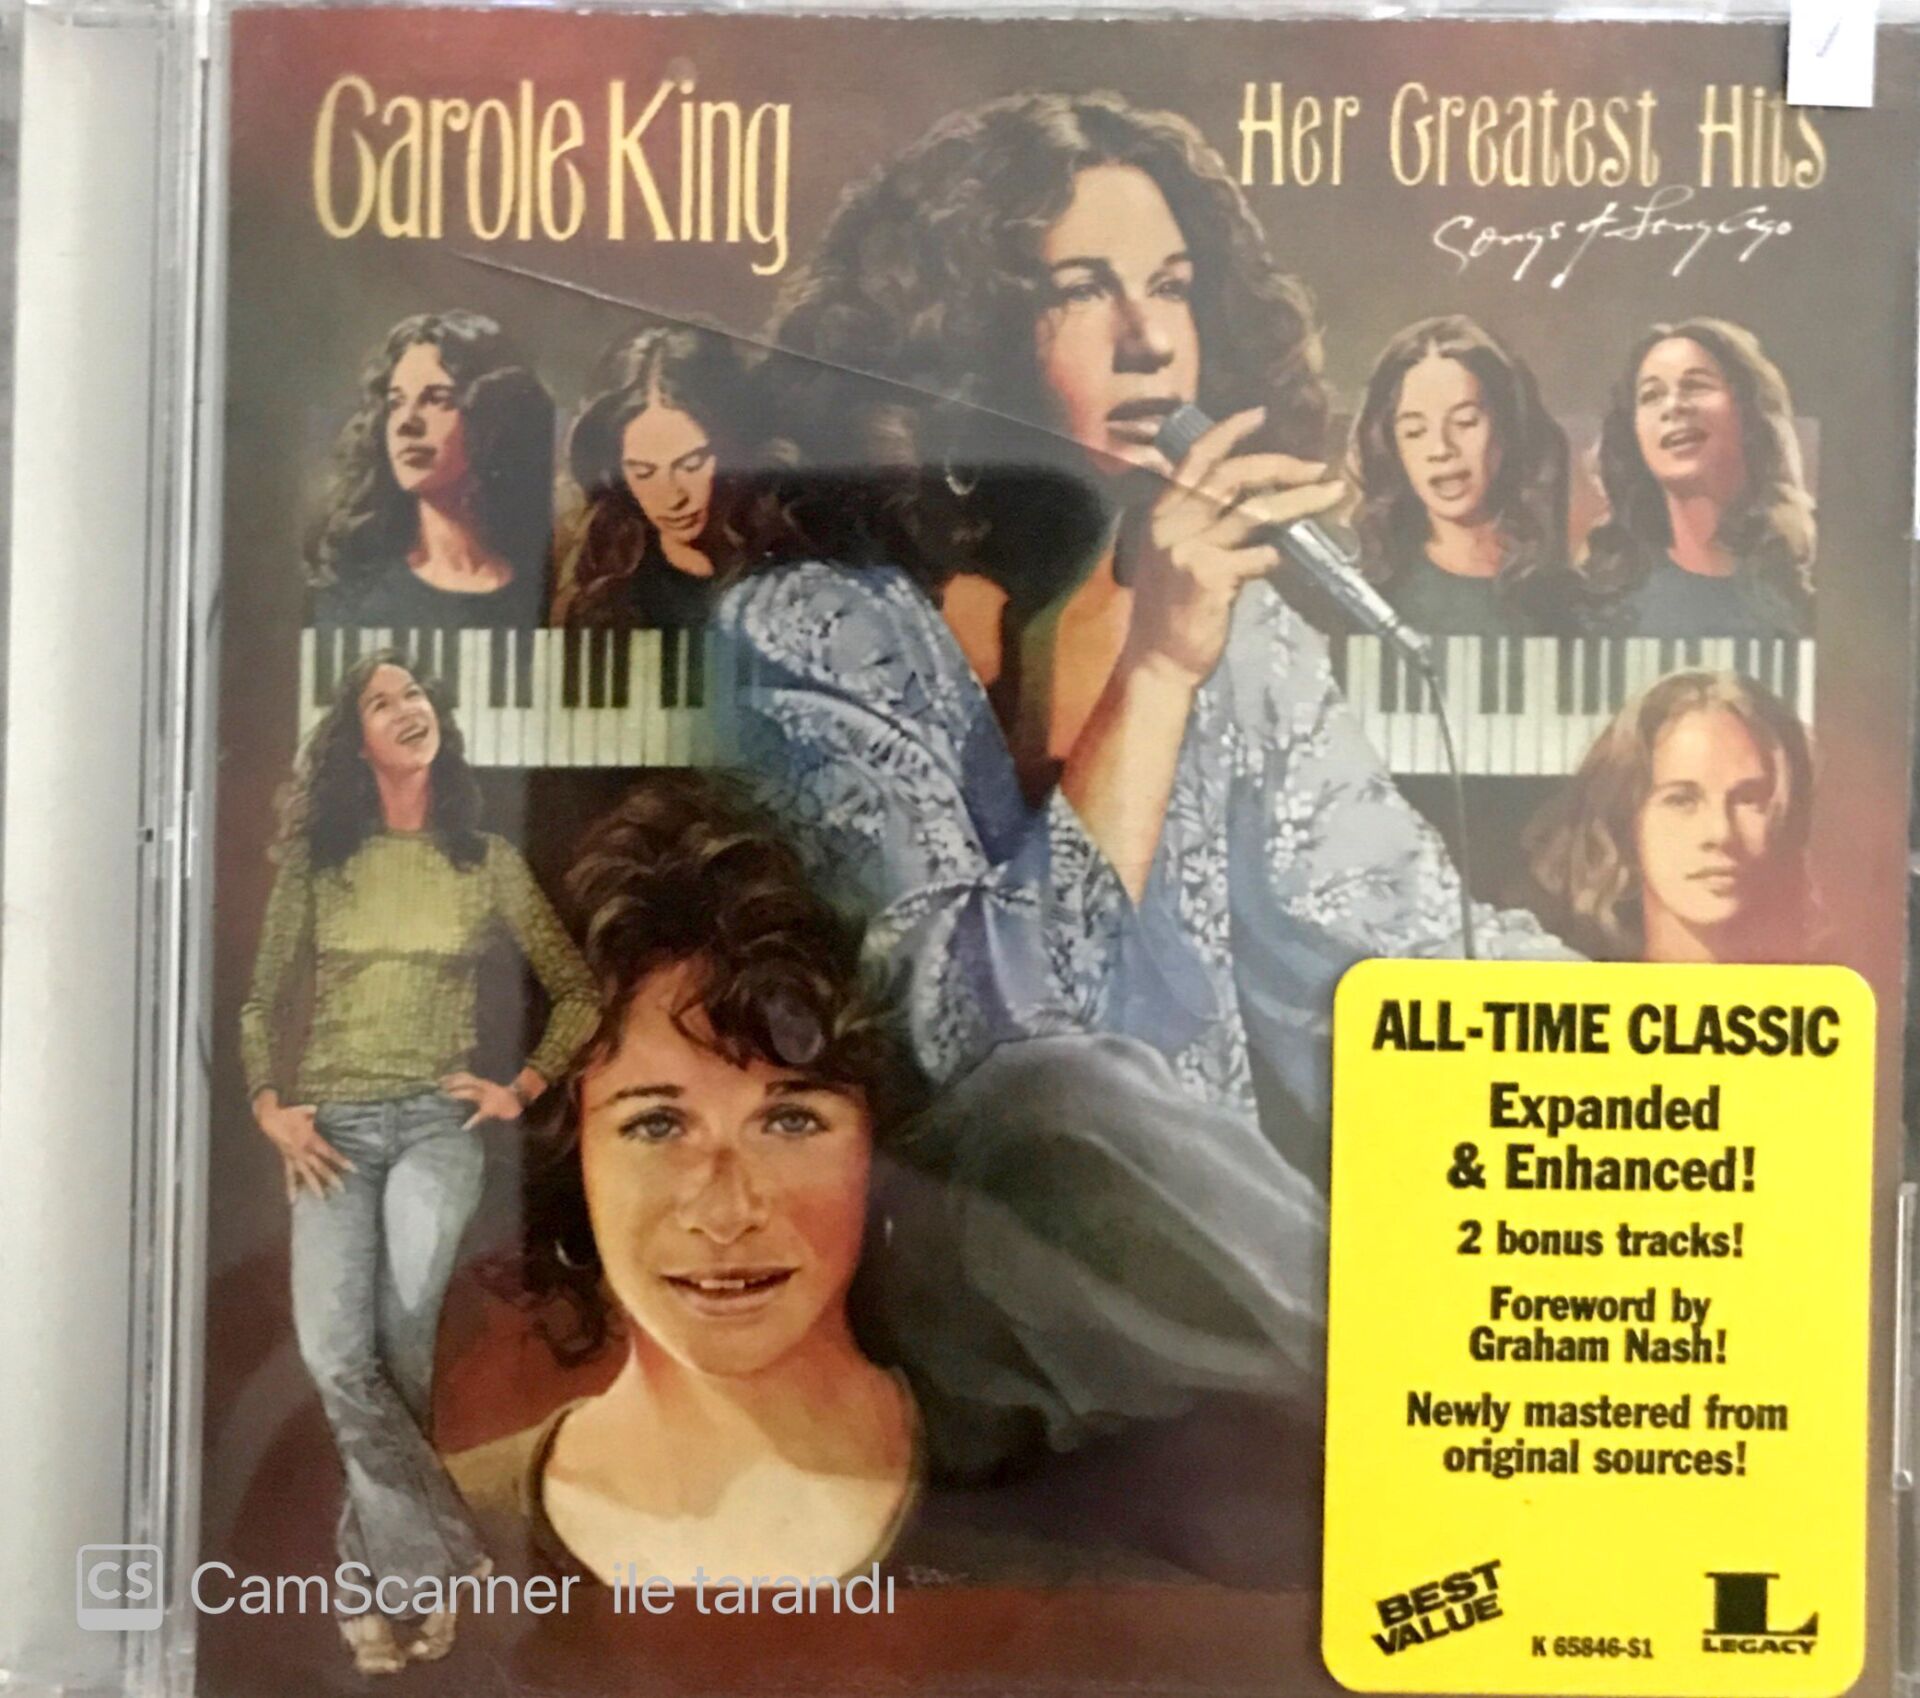 Carole King
Her Greatest Hits
Songs of Long Ago
ALL-TIME CLASSIC
Expanded
& Enhanced!
2 bonus tracks!
Foreword by
Graham Nash!
Newly mastered from
original sources!
BEST
VALUE
K 65846-S1
L
LEGACY
CS CamScanner ile tarandı